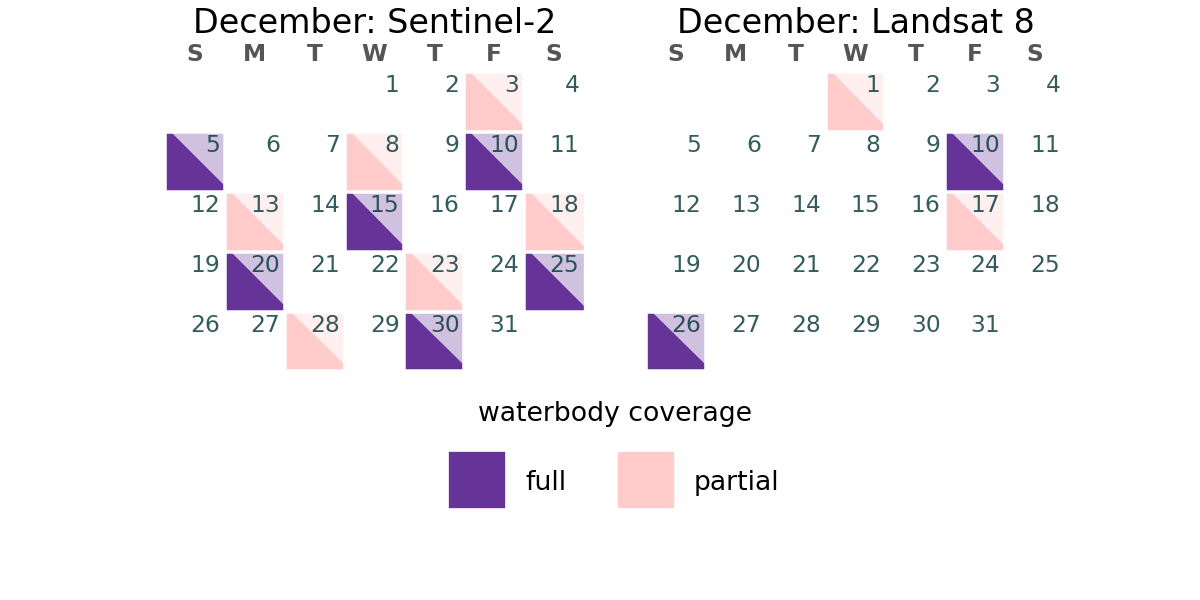 December: Sentinel-2
S M T W T F S
1 2 3 4
5 6 7 8 9 10 11
12 13 14 15 16 17 18
19 20 21 22 23 24 25
26 27 28 29 30 31
December: Landsat 8
S M T W T F S
1 2 3 4
5 6 7 8 9 10 11
12 13 14 15 16 17 18
19 20 21 22 23 24 25
26 27 28 29 30 31
waterbody coverage
full partial